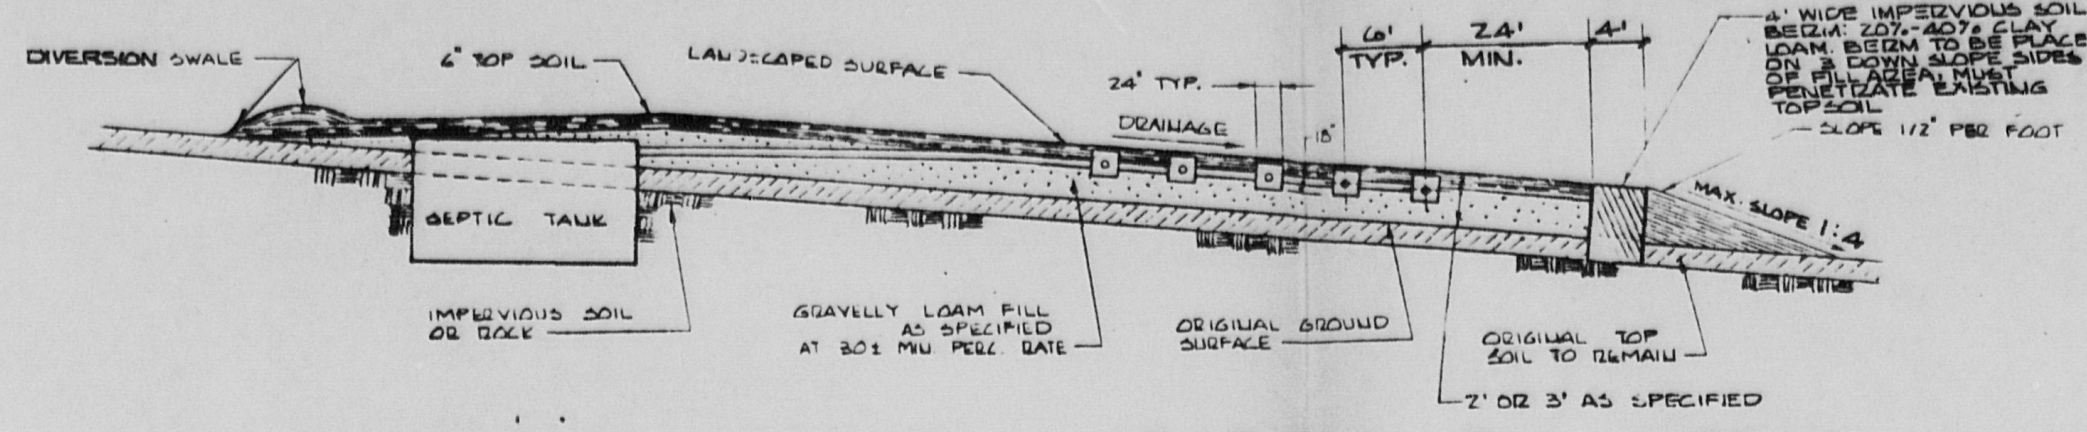 DIVERSION SWALE
6" TOP SOIL
LANDSCAPED SURFACE
24" TYP.
DRAINAGE
18"
6'
TYP.
24'
MIN.
4'
4' WIDE IMPERVIOUS SOIL
BERM: 20%-40% CLAY
LOAM. BERM TO BE PLACE
ON 3 DOWN SLOPE SIDES
OF FILL AREA, MUST
PENETRATE EXISTING
TOPSOIL
SLOPE 1/2" PER FOOT
MAX. SLOPE 1:4
SEPTIC TANK
IMPERVIOUS SOIL
OR ROCK
GRAVELLY LOAM FILL
AS SPECIFIED
AT 30± MIN. PERC. RATE
ORIGINAL GROUND
SURFACE
ORIGINAL TOP
SOIL TO REMAIN
2' OR 3' AS SPECIFIED